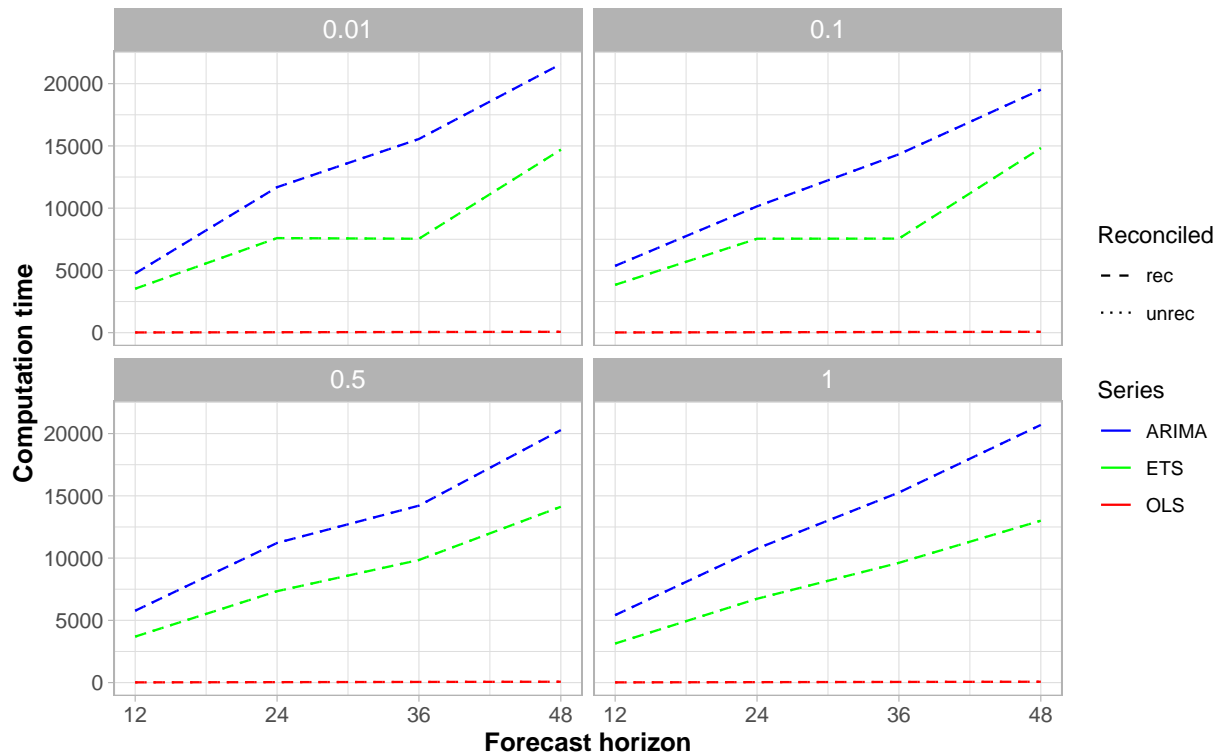 0.01
0.1
20000
15000
10000
5000
0
0.5
1
20000
15000
10000
5000
0
12
24
36
48
12
24
36
48
Forecast horizon
Computation time
Reconciled
rec
unrec
Series
ARIMA
ETS
OLS